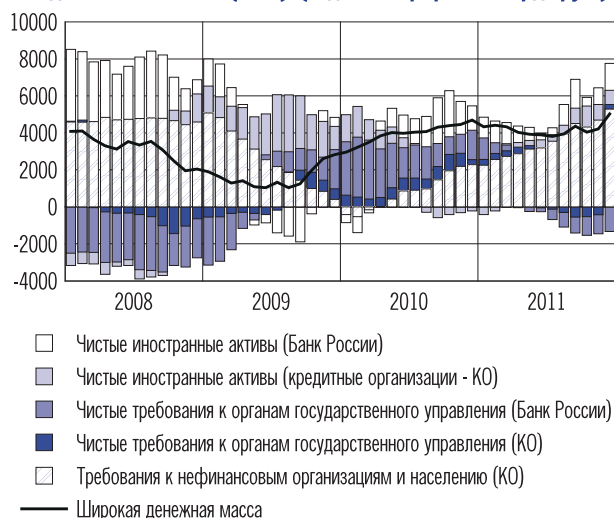 10000
8000
6000
4000
2000
0
-2000
-4000
2008 2009 2010 2011
Чистые иностранные активы (Банк России)
Чистые иностранные активы (кредитные организации - КО)
Чистые требования к органам государственного управления (Банк России)
Чистые требования к органам государственного управления (КО)
Требования к нефинансовым организациям и населению (КО)
Широкая денежная масса